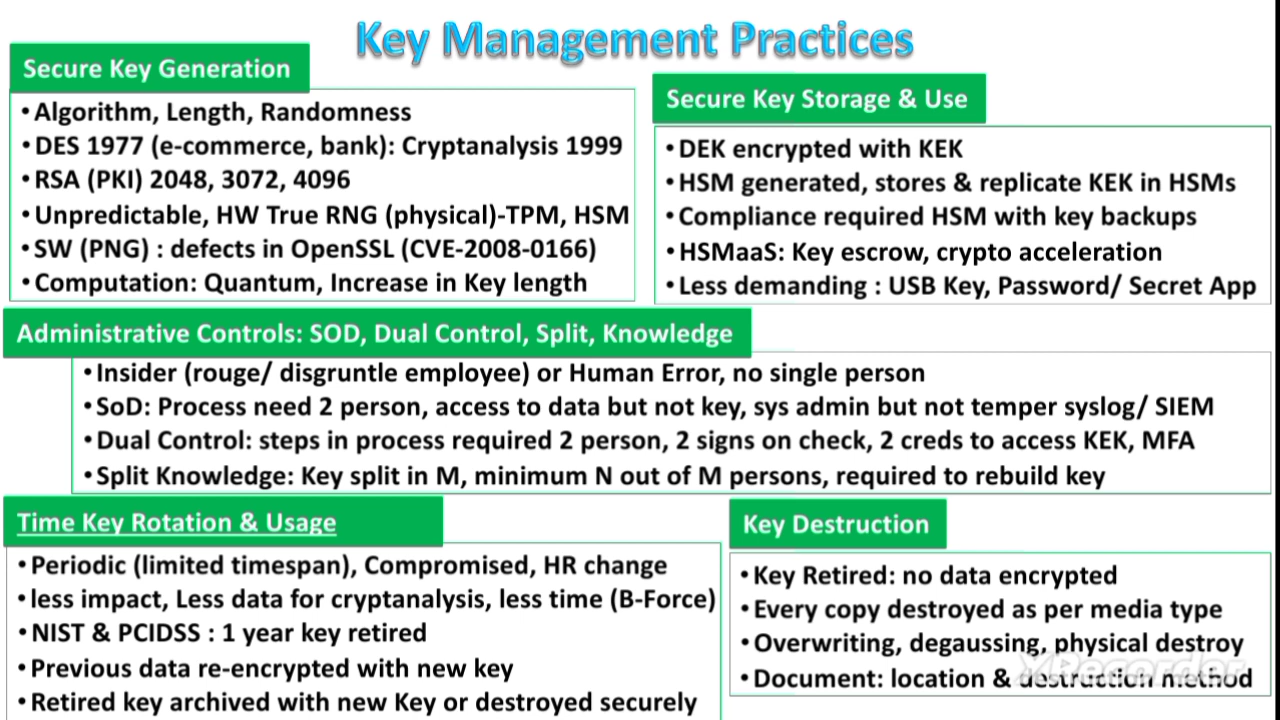 Key Management Practices
Secure Key Generation
•Algorithm, Length, Randomness
•DES 1977 (e-commerce, bank): Cryptanalysis 1999
•RSA (PKI) 2048, 3072, 4096
•Unpredictable, HW True RNG (physical)-TPM, HSM
•SW (PNG) : defects in OpenSSL (CVE-2008-0166)
•Computation: Quantum, Increase in Key length
Secure Key Storage & Use
•DEK encrypted with KEK
•HSM generated, stores & replicate KEK in HSMs
•Compliance required HSM with key backups
•HSMaaS: Key escrow, crypto acceleration
•Less demanding : USB Key, Password/ Secret App
Administrative Controls: SOD, Dual Control, Split, Knowledge
•Insider (rouge/ disgruntle employee) or Human Error, no single person
•SoD: Process need 2 person, access to data but not key, sys admin but not temper syslog/ SIEM
•Dual Control: steps in process required 2 person, 2 signs on check, 2 creds to access KEK, MFA
•Split Knowledge: Key split in M, minimum N out of M persons, required to rebuild key
Time Key Rotation & Usage
•Periodic (limited timespan), Compromised, HR change
•less impact, Less data for cryptanalysis, less time (B-Force)
•NIST & PCIDSS : 1 year key retired
•Previous data re-encrypted with new key
•Retired key archived with new Key or destroyed securely
Key Destruction
•Key Retired: no data encrypted
•Every copy destroyed as per media type
•Overwriting, degaussing, physical destroy
•Document: location & destruction method
XRecorder